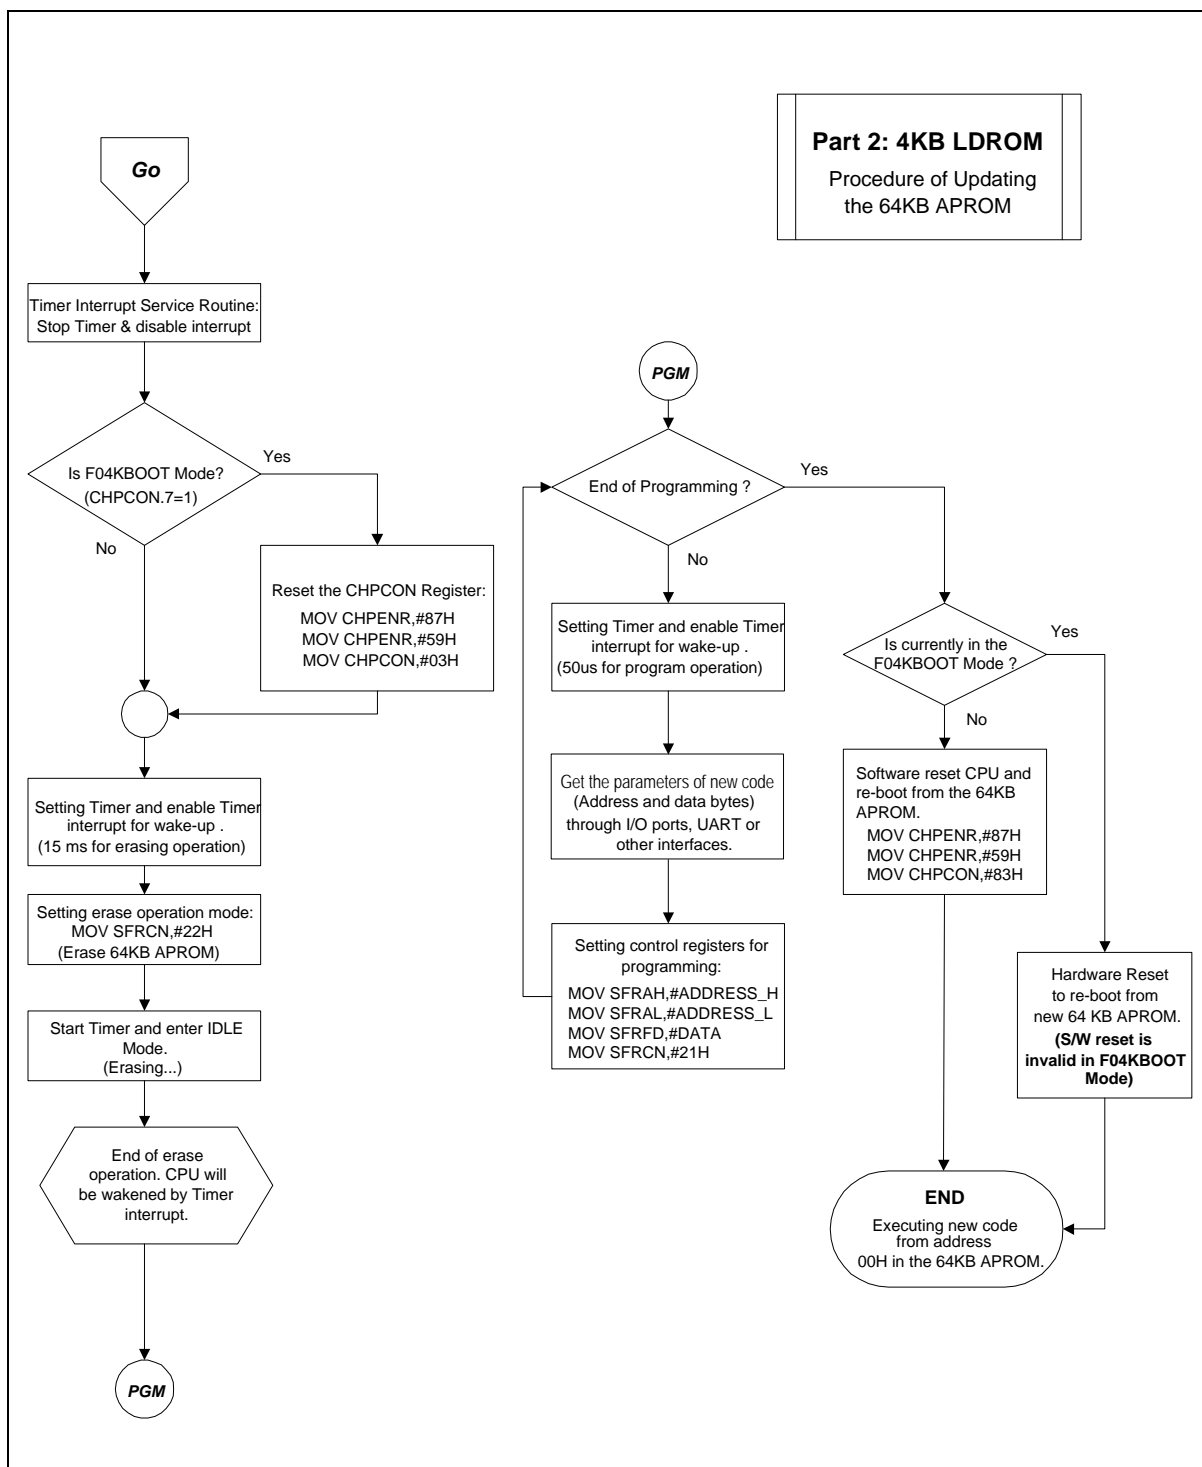 Part 2: 4KB LDROM
Procedure of Updating
the 64KB APROM
Go
Timer Interrupt Service Routine:
Stop Timer & disable interrupt
Is F04KBOOT Mode?
(CHPCON.7=1)
Yes
No
Reset the CHPCON Register:
MOV CHPENR,#87H
MOV CHPENR,#59H
MOV CHPCON,#03H
Setting Timer and enable Timer
interrupt for wake-up .
(15 ms for erasing operation)
Setting erase operation mode:
MOV SFRCN,#22H
(Erase 64KB APROM)
Start Timer and enter IDLE
Mode.
(Erasing...)
End of erase
operation. CPU will
be wakened by Timer
interrupt.
PGM
PGM
End of Programming ?
Yes
No
Setting Timer and enable Timer
interrupt for wake-up .
(50us for program operation)
Get the parameters of new code
(Address and data bytes)
through I/O ports, UART or
other interfaces.
Setting control registers for
programming:
MOV SFRAH,#ADDRESS_H
MOV SFRAL,#ADDRESS_L
MOV SFRFD,#DATA
MOV SFRCN,#21H
Is currently in the
F04KBOOT Mode ?
Yes
No
Software reset CPU and
re-boot from the 64KB
APROM.
MOV CHPENR,#87H
MOV CHPENR,#59H
MOV CHPCON,#83H
Hardware Reset
to re-boot from
new 64 KB APROM.
(S/W reset is
invalid in F04KBOOT
Mode)
END
Executing new code
from address
00H in the 64KB APROM.